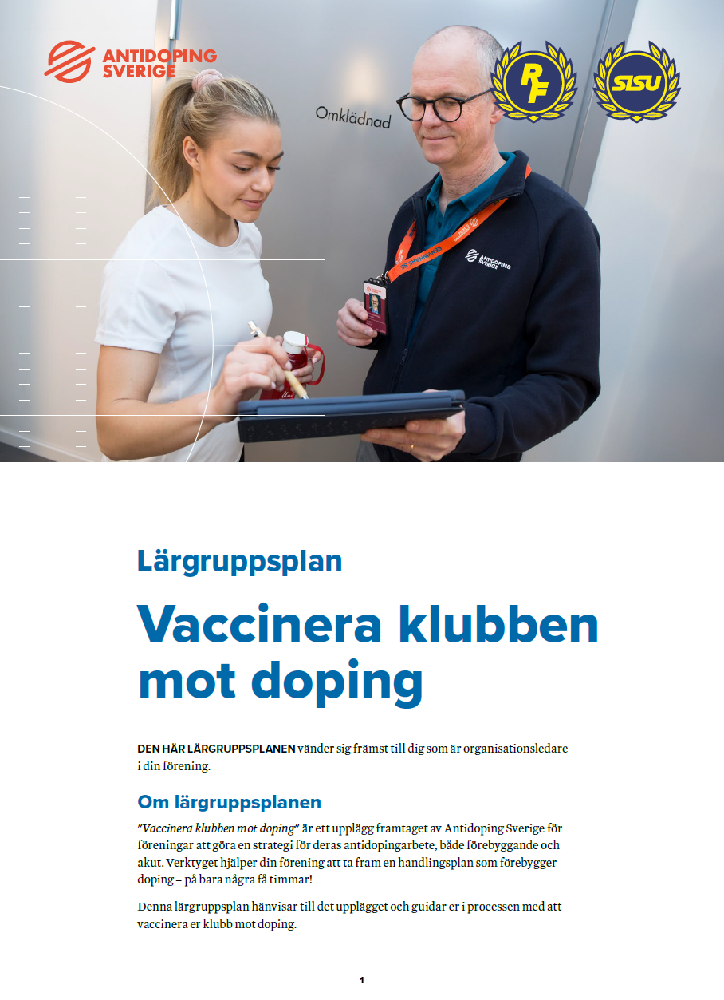 ANTIDOPING
SVERIGE
RF
SISU
Omklädnad
RENVINNARE.SE
ANTIDOPING
SVERIGE
Lärgruppsplan
Vaccinera klubben
mot doping
DEN HÄR LÄRGRUPPSPLANEN vänder sig främst till dig som är organisationsledare
i din förening.
Om lärgruppsplanen
”Vaccinera klubben mot doping” är ett upplägg framtaget av Antidoping Sverige för
föreningar att göra en strategi för deras antidopingarbete, både förebyggande och
akut. Verktyget hjälper din förening att ta fram en handlingsplan som förebygger
doping – på bara några få timmar!
Denna lärgruppsplan hänvisar till det upplägget och guidar er i processen med att
vaccinera er klubb mot doping.
1